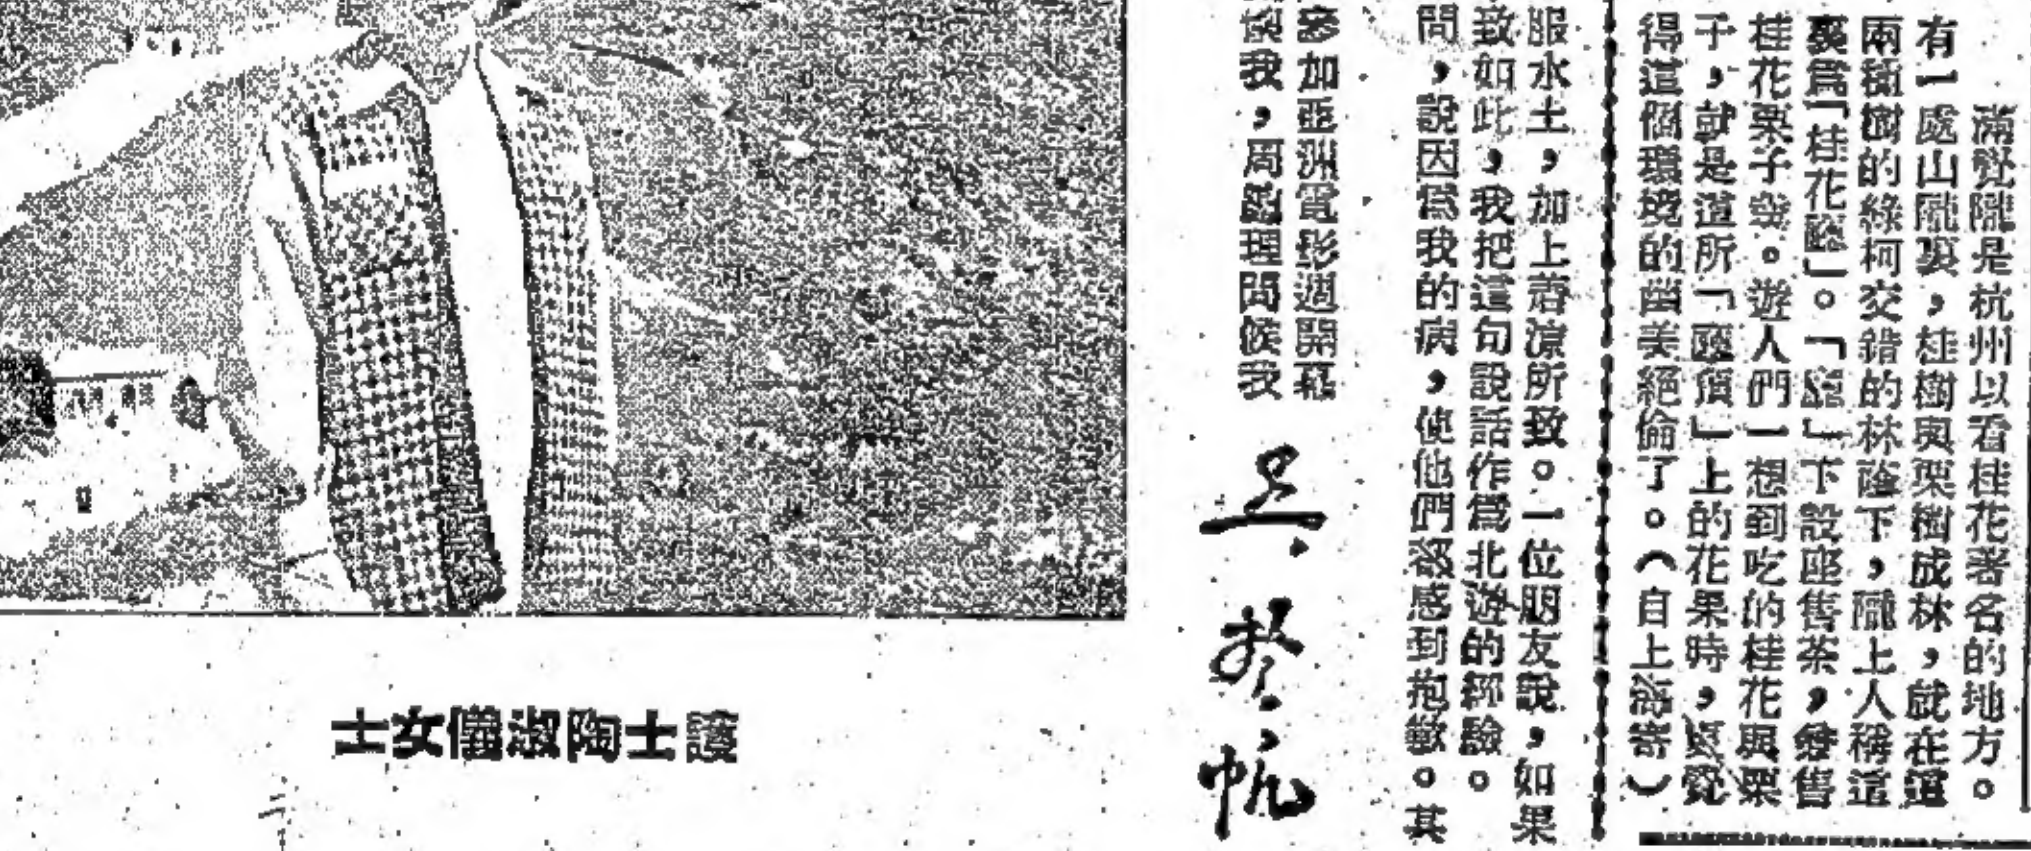 滿覺隴是杭州以看桂花著名的地方。
有一處山隴裏，桂樹與栗樹成林，就在這
兩種樹的綠柯交錯的林蔭下，隴上人稱這
裏爲「桂花廳」。「廳」下設座售茶，兼售
桂花栗子羮。遊人們一想到吃的桂花與栗
子，就是這所「廳頂」上的花果時，更覺
得這個環境的幽美絕倫了。（自上海寄）
服水土，加上着涼所致。一位朋友說，如果
致如此，我把這句說話作爲北遊的經驗。
問，說因爲我的病，使他們都感到抱歉。其
參加亞洲電影週開幕
候我，周總理問候我
吳楚帆
護士陶淑儀女士